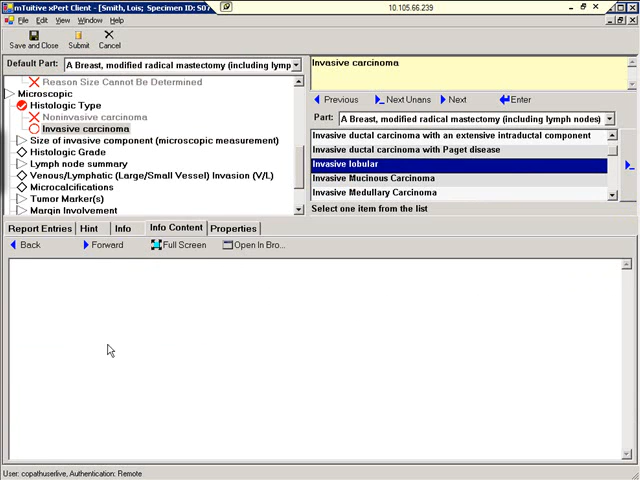 mTuitive xPert Client - [Smith, Lois; Specimen ID: S07
10.105.66.239
File Edit View Window Help
Save and Close Submit Cancel
Default Part: A Breast, modified radical mastectomy (including lymp
Reason Size Cannot Be Determined
Microscopic
Histologic Type
Noninvasive carcinoma
Invasive carcinoma
Size of invasive component (microscopic measurement)
Histologic Grade
Lymph node summary
Venous/Lymphatic (Large/Small Vessel) Invasion (V/L)
Microcalcifications
Tumor Marker(s)
Margin Involvement
Invasive carcinoma
Previous Next Unans Next Enter
Part: A Breast, modified radical mastectomy (including lymph nodes)
Invasive ductal carcinoma with an extensive intraductal component
Invasive ductal carcinoma with Paget disease
Invasive lobular
Invasive Mucinous Carcinoma
Invasive Medullary Carcinoma
Select one item from the list
Report Entries Hint Info Info Content Properties
Back Forward Full Screen Open In Bro...
User: copathuserlive, Authentication: Remote